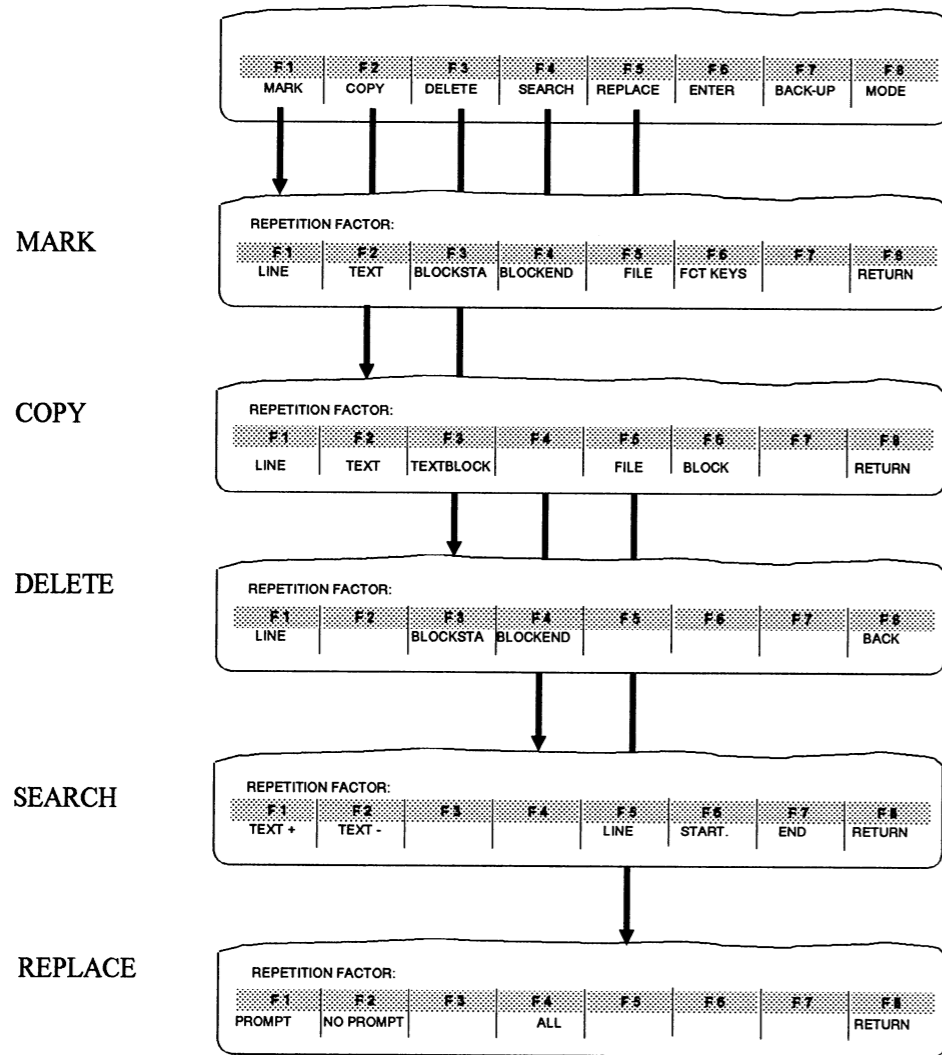 F1 F2 F3 F4 F5 F6 F7 F8
MARK COPY DELETE SEARCH REPLACE ENTER BACK-UP MODE
MARK
REPETITION FACTOR:
F1 F2 F3 F4 F5 F6 F7 F8
LINE TEXT BLOCKSTA BLOCKEND FILE FCT KEYS RETURN
COPY
REPETITION FACTOR:
F1 F2 F3 F4 F5 F6 F7 F8
LINE TEXT TEXTBLOCK FILE BLOCK RETURN
DELETE
REPETITION FACTOR:
F1 F2 F3 F4 F5 F6 F7 F8
LINE BLOCKSTA BLOCKEND BACK
SEARCH
REPETITION FACTOR:
F1 F2 F3 F4 F5 F6 F7 F8
TEXT + TEXT - LINE START. END RETURN
REPLACE
REPETITION FACTOR:
F1 F2 F3 F4 F5 F6 F7 F8
PROMPT NO PROMPT ALL RETURN